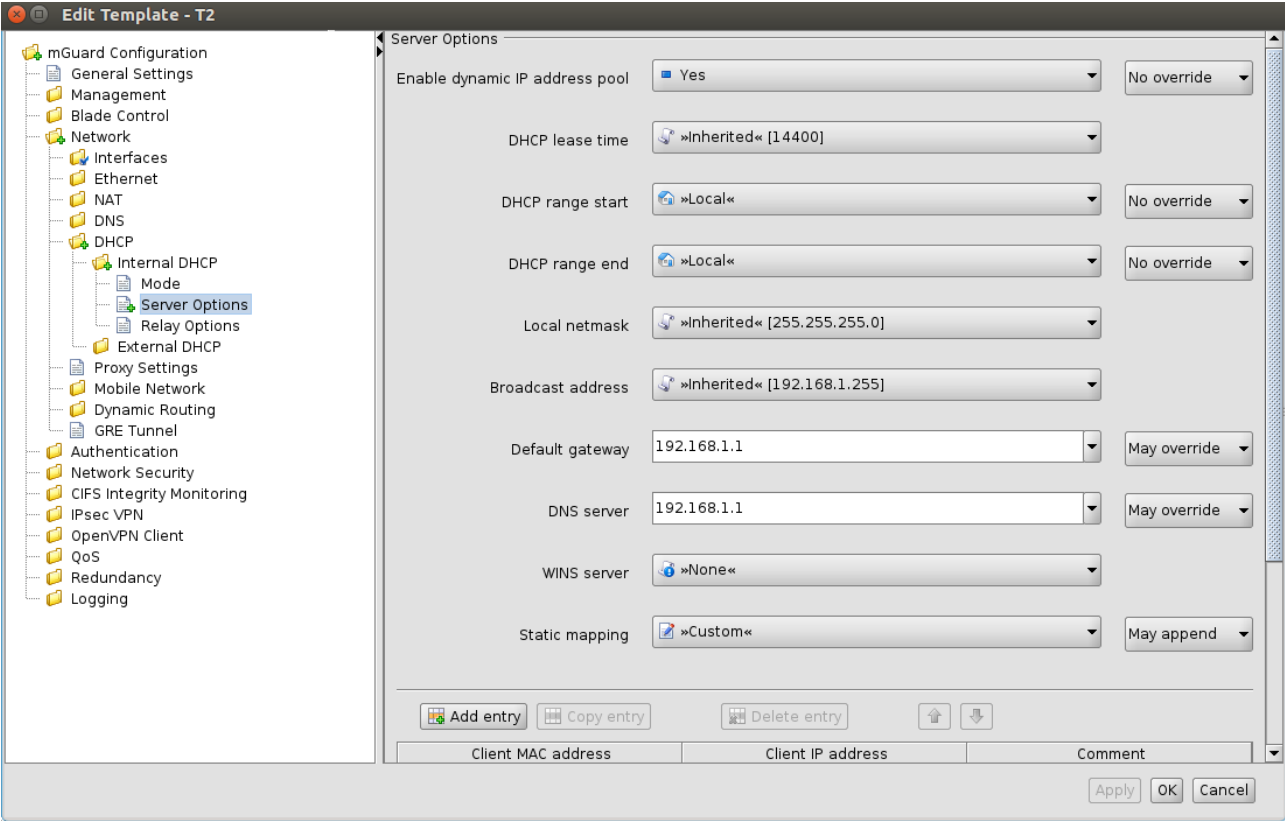 Edit Template - T2
mGuard Configuration
General Settings
Management
Blade Control
Network
Interfaces
Ethernet
NAT
DNS
DHCP
Internal DHCP
Mode
Server Options
Relay Options
External DHCP
Proxy Settings
Mobile Network
Dynamic Routing
GRE Tunnel
Authentication
Network Security
CIFS Integrity Monitoring
IPsec VPN
OpenVPN Client
QoS
Redundancy
Logging
Server Options
Enable dynamic IP address pool Yes No override
DHCP lease time »Inherited« [14400]
DHCP range start »Local« No override
DHCP range end »Local« No override
Local netmask »Inherited« [255.255.255.0]
Broadcast address »Inherited« [192.168.1.255]
Default gateway 192.168.1.1 May override
DNS server 192.168.1.1 May override
WINS server »None«
Static mapping »Custom« May append
Add entry Copy entry Delete entry
Client MAC address Client IP address Comment
Apply OK Cancel